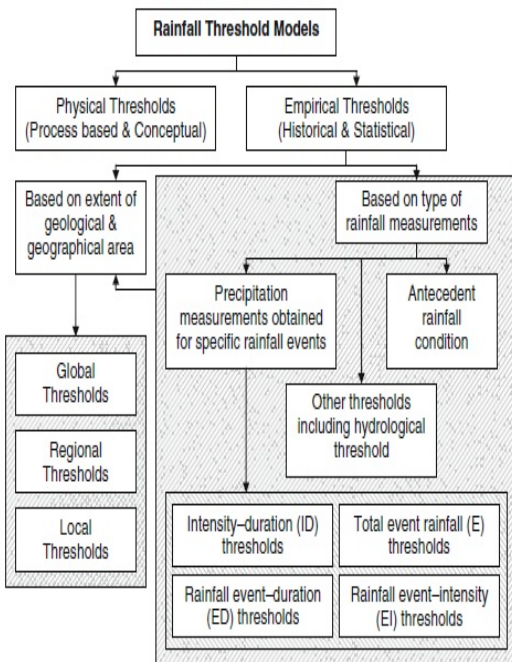 Rainfall Threshold Models
Physical Thresholds
(Process based & Conceptual)
Empirical Thresholds
(Historical & Statistical)
Based on extent of
geological &
geographical area
Based on type of
rainfall measurements
Precipitation
measurements obtained
for specific rainfall events
Antecedent
rainfall
condition
Other thresholds
including hydrological
threshold
Global
Thresholds
Regional
Thresholds
Local
Thresholds
Intensity–duration (ID)
thresholds
Total event rainfall (E)
thresholds
Rainfall event–duration
(ED) thresholds
Rainfall event–intensity
(EI) thresholds